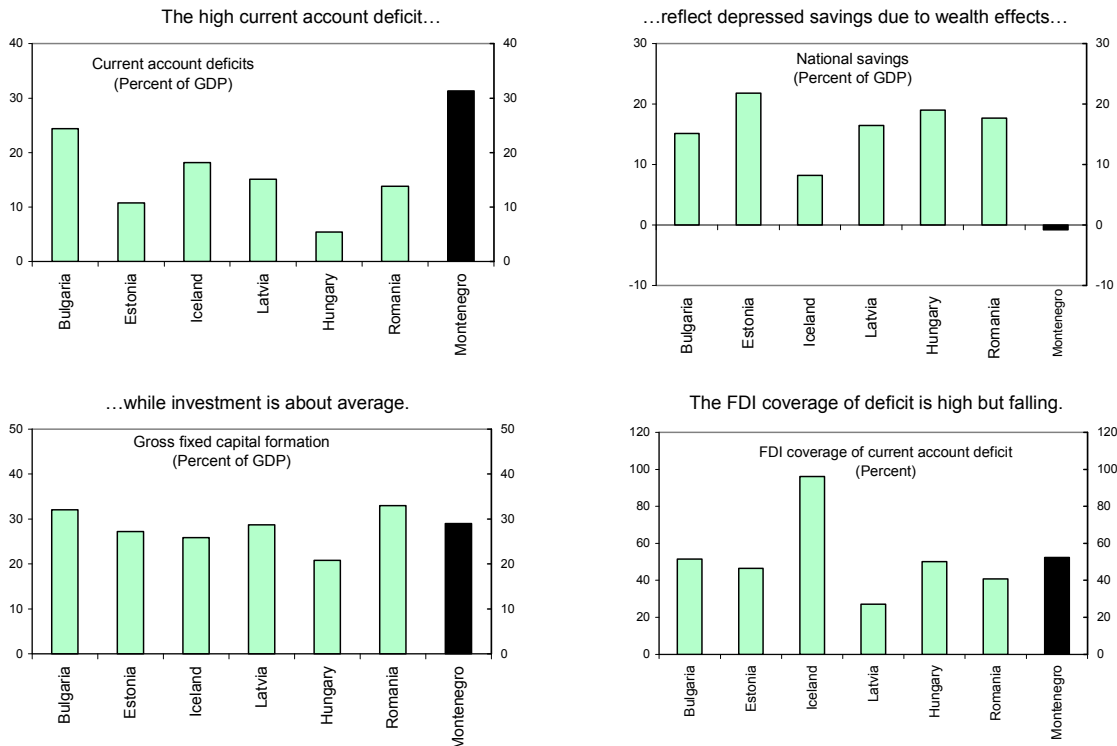 The high current account deficit…
40
30
20
10
0
40
30
20
10
0
Current account deficits
(Percent of GDP)
Bulgaria
Estonia
Iceland
Latvia
Hungary
Romania
Montenegro
…reflect depressed savings due to wealth effects…
30
20
10
0
-10
30
20
10
0
-10
National savings
(Percent of GDP)
Bulgaria
Estonia
Iceland
Latvia
Hungary
Romania
Montenegro
…while investment is about average.
50
40
30
20
10
0
50
40
30
20
10
0
Gross fixed capital formation
(Percent of GDP)
Bulgaria
Estonia
Iceland
Latvia
Hungary
Romania
Montenegro
The FDI coverage of deficit is high but falling.
120
100
80
60
40
20
0
120
100
80
60
40
20
0
FDI coverage of current account deficit
(Percent)
Bulgaria
Estonia
Iceland
Latvia
Hungary
Romania
Montenegro